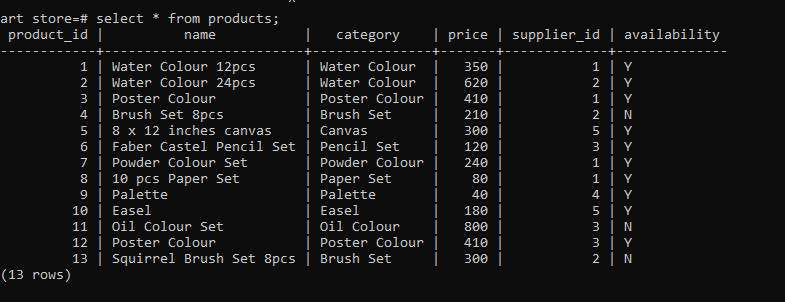 art store=# select * from products;
 product_id |           name            |   category    | price | supplier_id | availability
------------+---------------------------+---------------+-------+-------------+--------------
          1 | Water Colour 12pcs        | Water Colour  |   350 |           1 | Y
          2 | Water Colour 24pcs        | Water Colour  |   620 |           2 | Y
          3 | Poster Colour             | Poster Colour |   410 |           1 | Y
          4 | Brush Set 8pcs            | Brush Set     |   210 |           2 | N
          5 | 8 x 12 inches canvas      | Canvas        |   300 |           5 | Y
          6 | Faber Castel Pencil Set   | Pencil Set    |   120 |           3 | Y
          7 | Powder Colour Set         | Powder Colour |   240 |           1 | Y
          8 | 10 pcs Paper Set          | Paper Set     |    80 |           1 | Y
          9 | Palette                   | Palette       |    40 |           4 | Y
         10 | Easel                     | Easel         |   180 |           5 | Y
         11 | Oil Colour Set            | Oil Colour    |   800 |           3 | N
         12 | Poster Colour             | Poster Colour |   410 |           3 | Y
         13 | Squirrel Brush Set 8pcs   | Brush Set     |   300 |           2 | N
(13 rows)